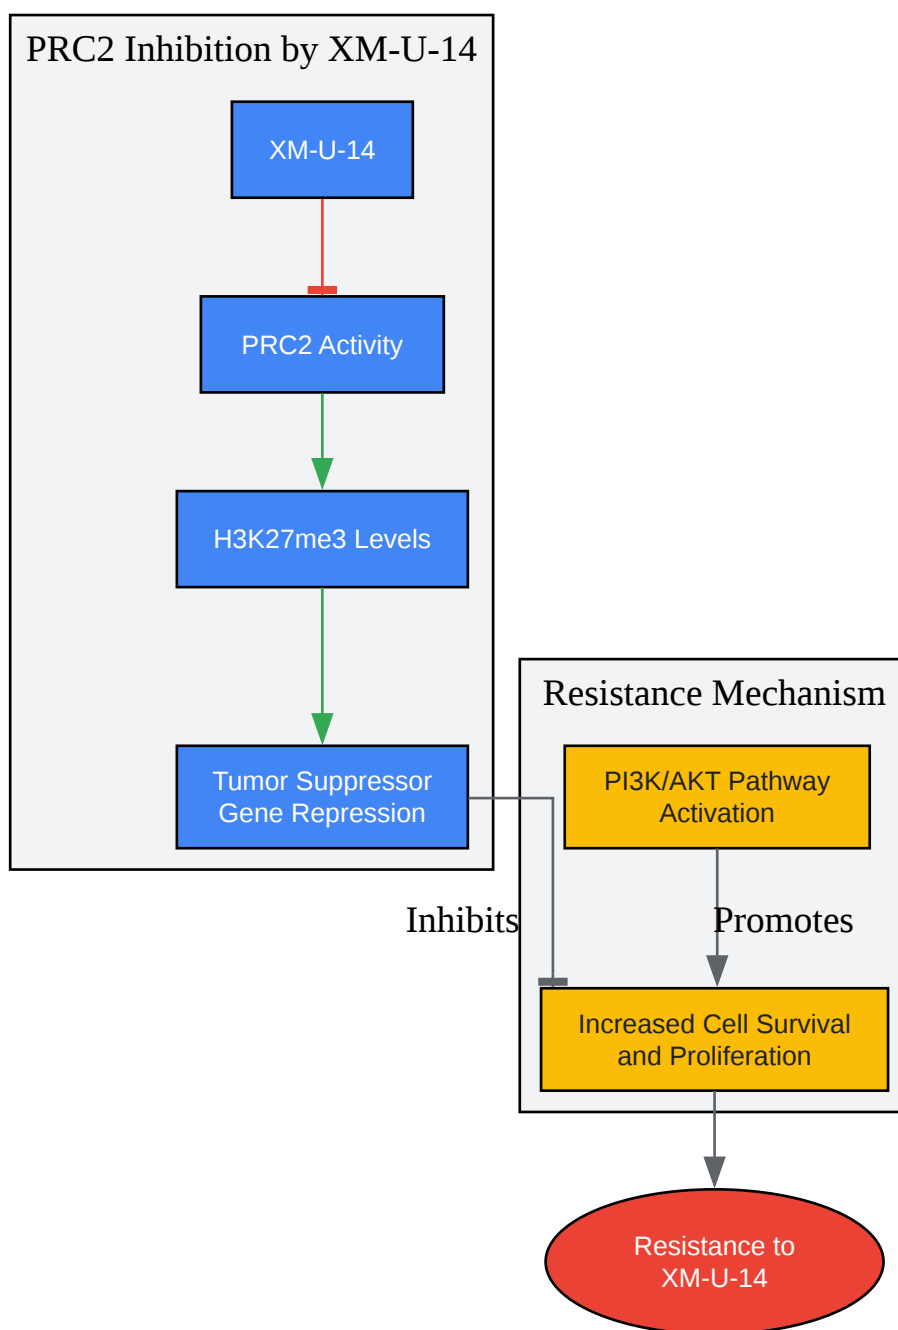 PRC2 Inhibition by XM-U-14
XM-U-14
PRC2 Activity
H3K27me3 Levels
Tumor Suppressor
Gene Repression
Resistance Mechanism
PI3K/AKT Pathway
Activation
Inhibits
Promotes
Increased Cell Survival
and Proliferation
Resistance to
XM-U-14